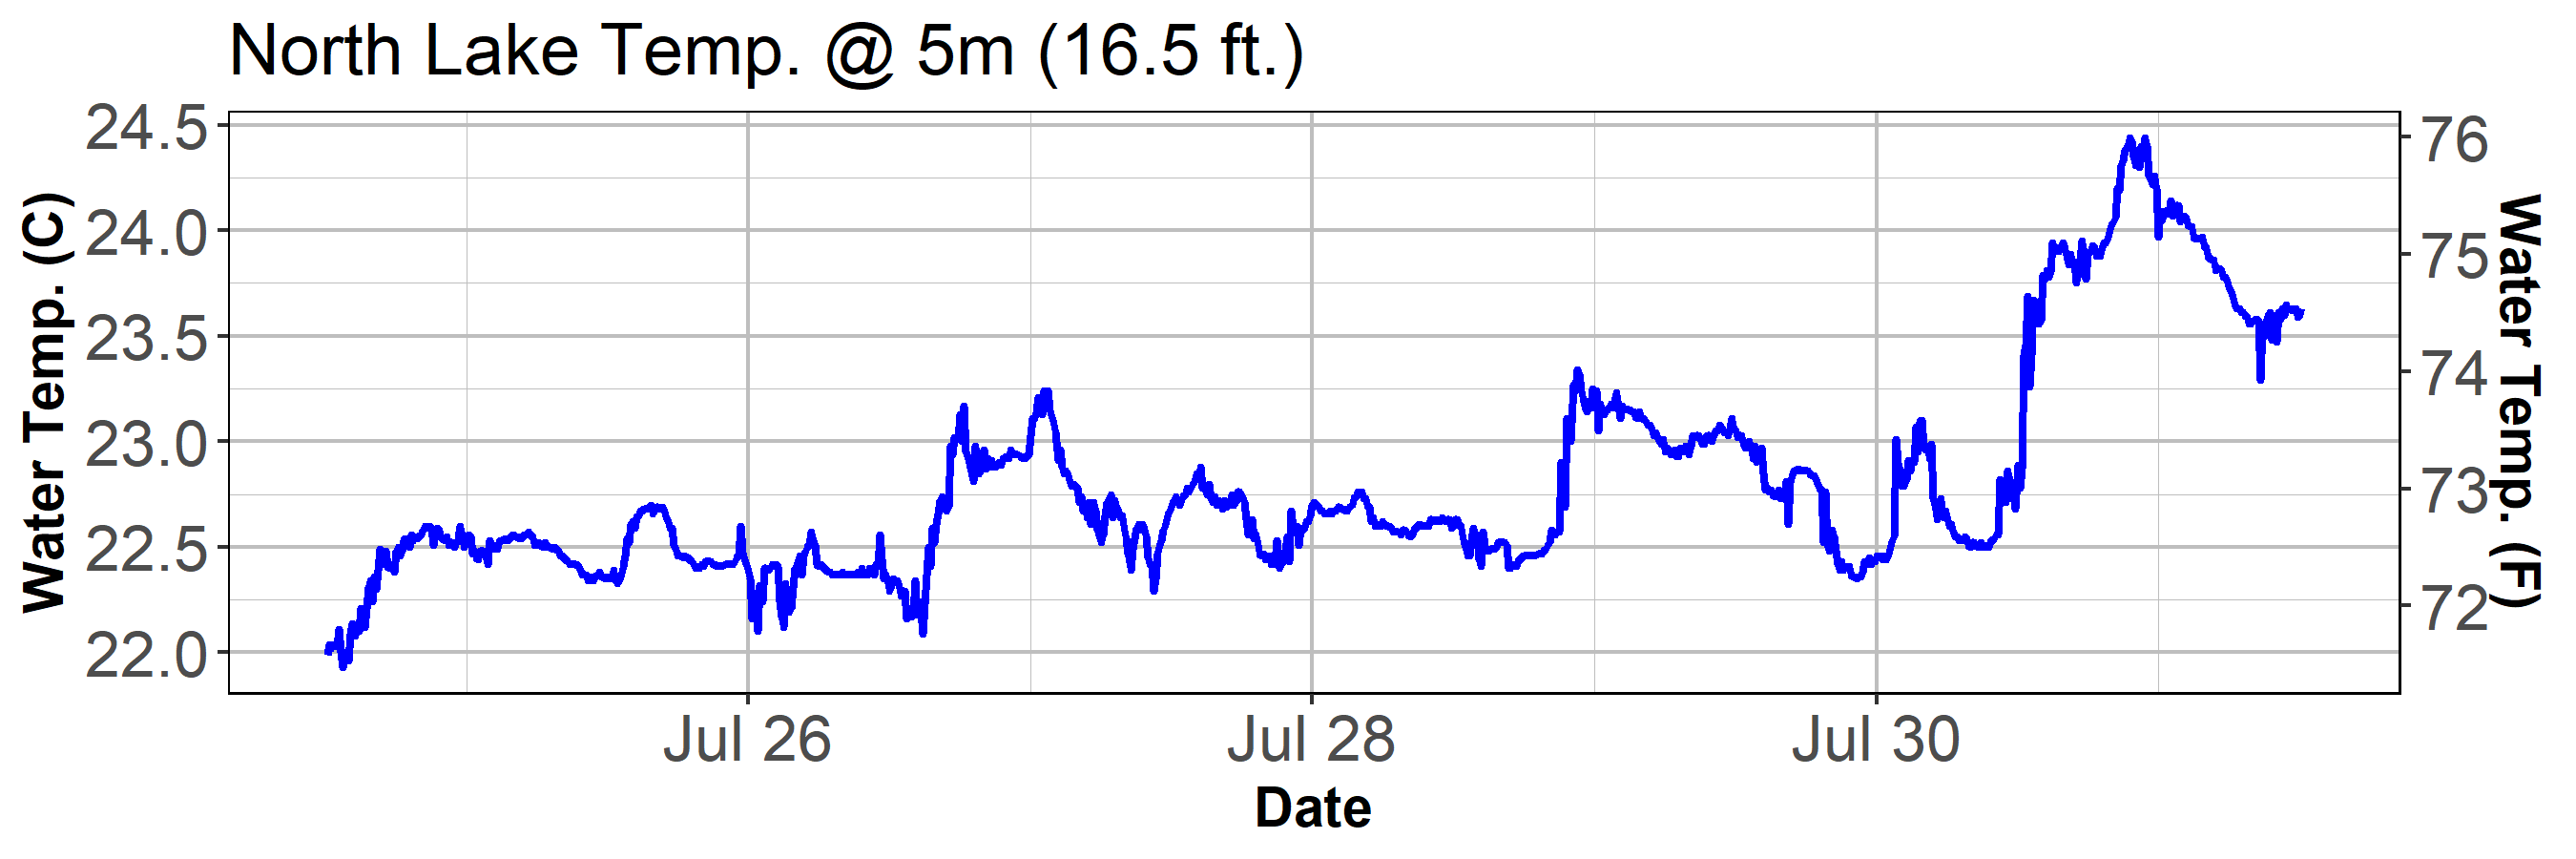 North Lake Temp. @ 5m (16.5 ft.)
Water Temp. (C)
24.5
24.0
23.5
23.0
22.5
22.0
76
75
74
73
72
Water Temp. (F)
Jul 26
Jul 28
Jul 30
Date